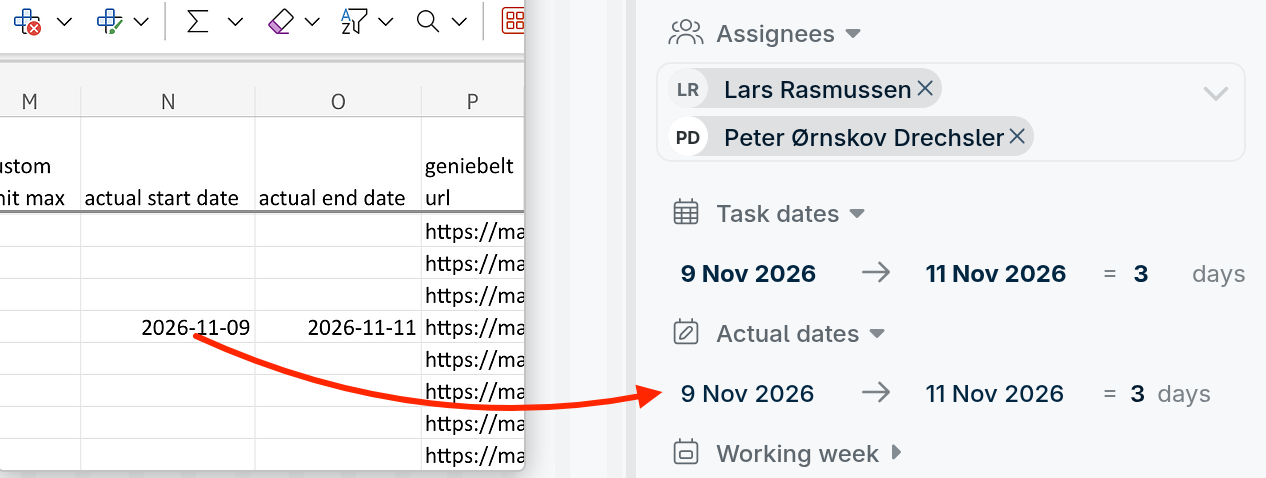 M N O P
ustom
nit max
actual start date
actual end date
geniebelt
url
https://ma
https://ma
https://ma
2026-11-09 2026-11-11 https://ma
https://ma
https://ma
https://ma
https://ma
Assignees
LR Lars Rasmussen
PD Peter Ørnskov Drechsler
Task dates
9 Nov 2026 → 11 Nov 2026 = 3 days
Actual dates
9 Nov 2026 → 11 Nov 2026 = 3 days
Working week